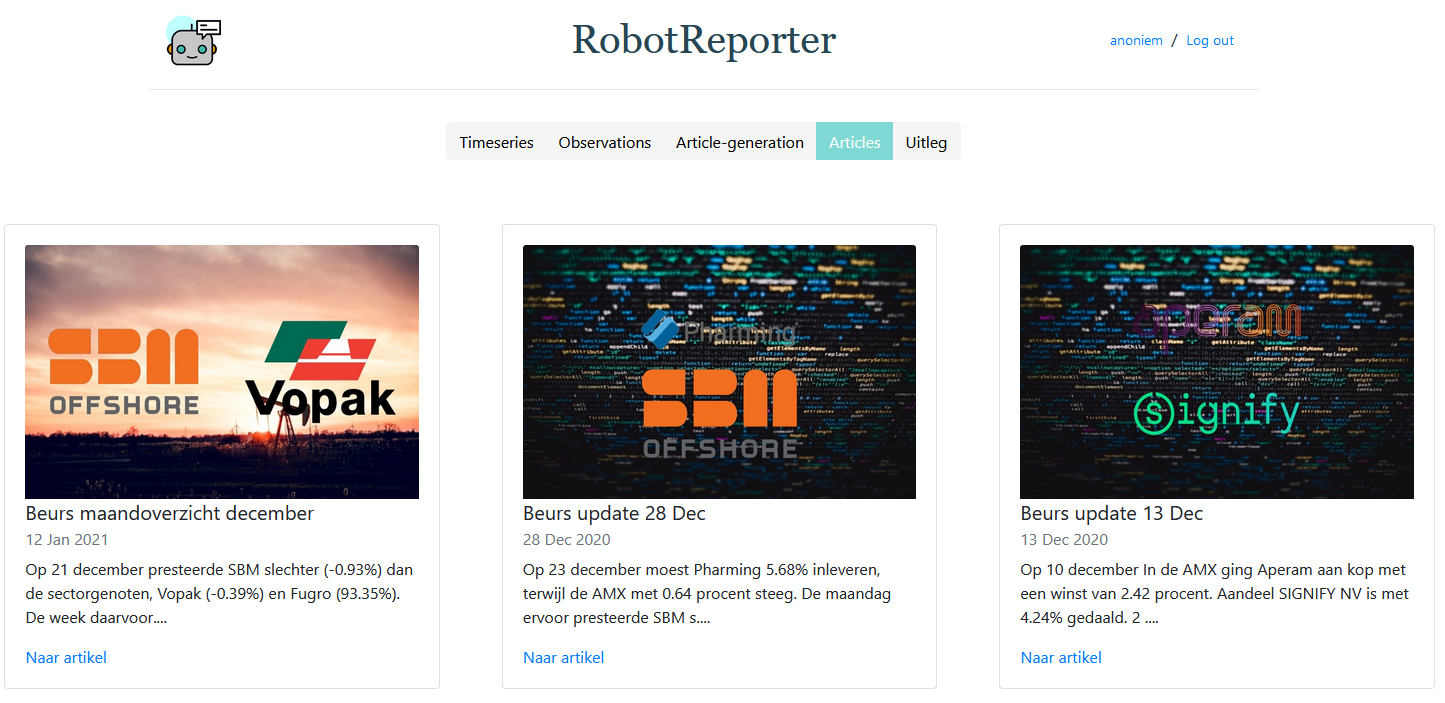 RobotReporter
anoniem / Log out
Timeseries Observations Article-generation Articles Uitleg
SBM
OFFSHORE
Vopak
Beurs maandoverzicht december
12 Jan 2021
Op 21 december presteerde SBM slechter (-0.93%) dan
de sectorgenoten, Vopak (-0.39%) en Fugro (93.35%).
De week daarvoor....
Naar artikel
Pharming
SBM
OFFSHORE
Beurs update 28 Dec
28 Dec 2020
Op 23 december moest Pharming 5.68% inleveren,
terwijl de AMX met 0.64 procent steeg. De maandag
ervoor presteerde SBM s....
Naar artikel
aperam
Signify
Beurs update 13 Dec
13 Dec 2020
Op 10 december In de AMX ging Aperam aan kop met
een winst van 2.42 procent. Aandeel SIGNIFY NV is met
4.24% gedaald. 2 ....
Naar artikel